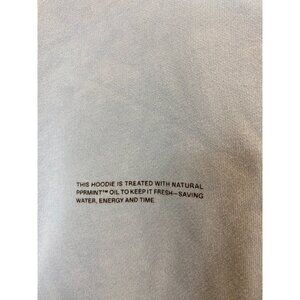 THIS HOODIE IS TREATED WITH NATURAL
PPRMINT™ OIL TO KEEP IT FRESH—SAVING
WATER, ENERGY AND TIME